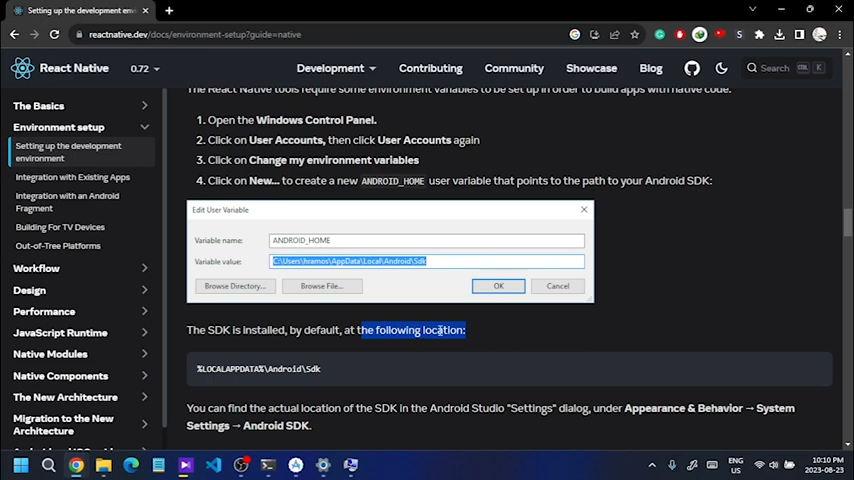 Setting up the development envi
reactnative.dev/docs/environment-setup?guide=native
React Native 0.72 Development Contributing Community Showcase Blog Search Ctrl K
The React Native tools require some environment variables to be set up in order to build apps with native code.
The Basics
Environment setup
Setting up the development
environment
Integration with Existing Apps
Integration with an Android
Fragment
Building For TV Devices
Out-of-Tree Platforms
Workflow
Design
Performance
JavaScript Runtime
Native Modules
Native Components
The New Architecture
Migration to the New
Architecture
1. Open the Windows Control Panel.
2. Click on User Accounts, then click User Accounts again
3. Click on Change my environment variables
4. Click on New... to create a new ANDROID_HOME user variable that points to the path to your Android SDK:
Edit User Variable
Variable name: ANDROID_HOME
Variable value: C:\Users\hramos\AppData\Local\Android\Sdk
Browse Directory... Browse File... OK Cancel
The SDK is installed, by default, at the following location:
%LOCALAPPDATA%\Android\Sdk
You can find the actual location of the SDK in the Android Studio "Settings" dialog, under Appearance & Behavior → System
Settings → Android SDK.
ENG
US
10:10 PM
2023-08-23